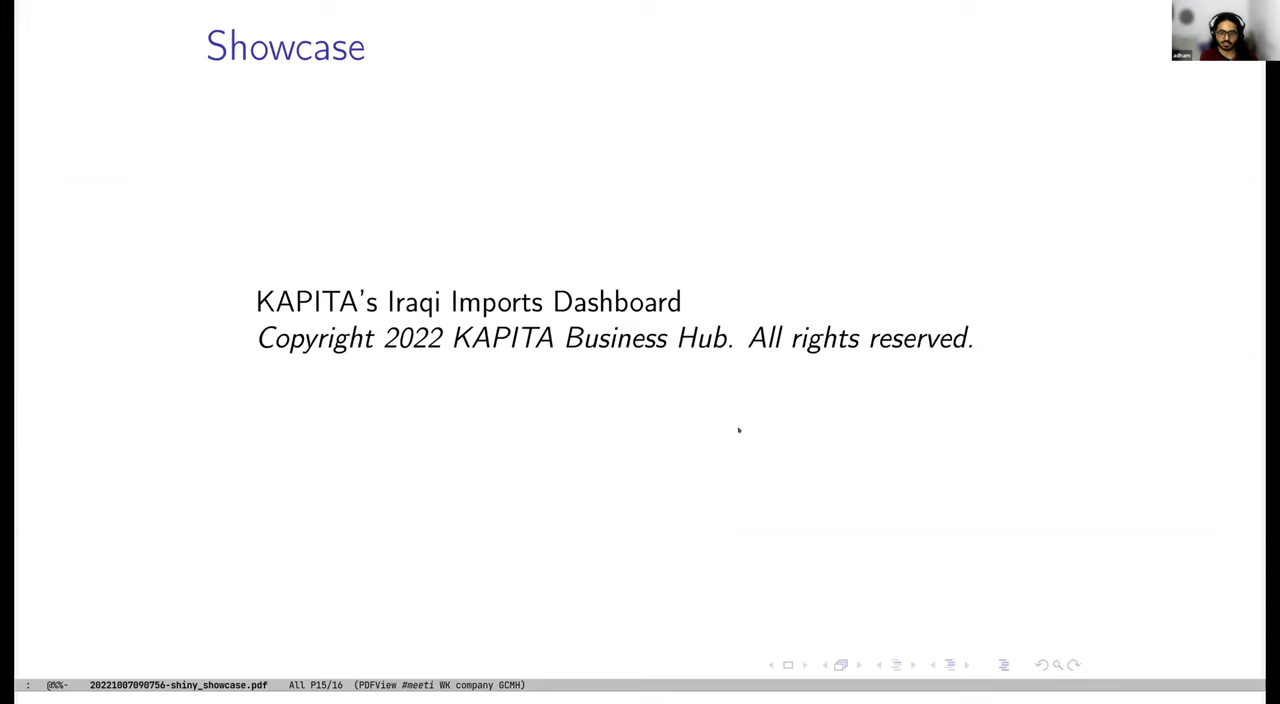 Showcase
adham
KAPITA's Iraqi Imports Dashboard
Copyright 2022 KAPITA Business Hub. All rights reserved.
: @%%- 20221007090756-shiny_showcase.pdf All P15/16 (PDFView #meeti WK company GCMH)